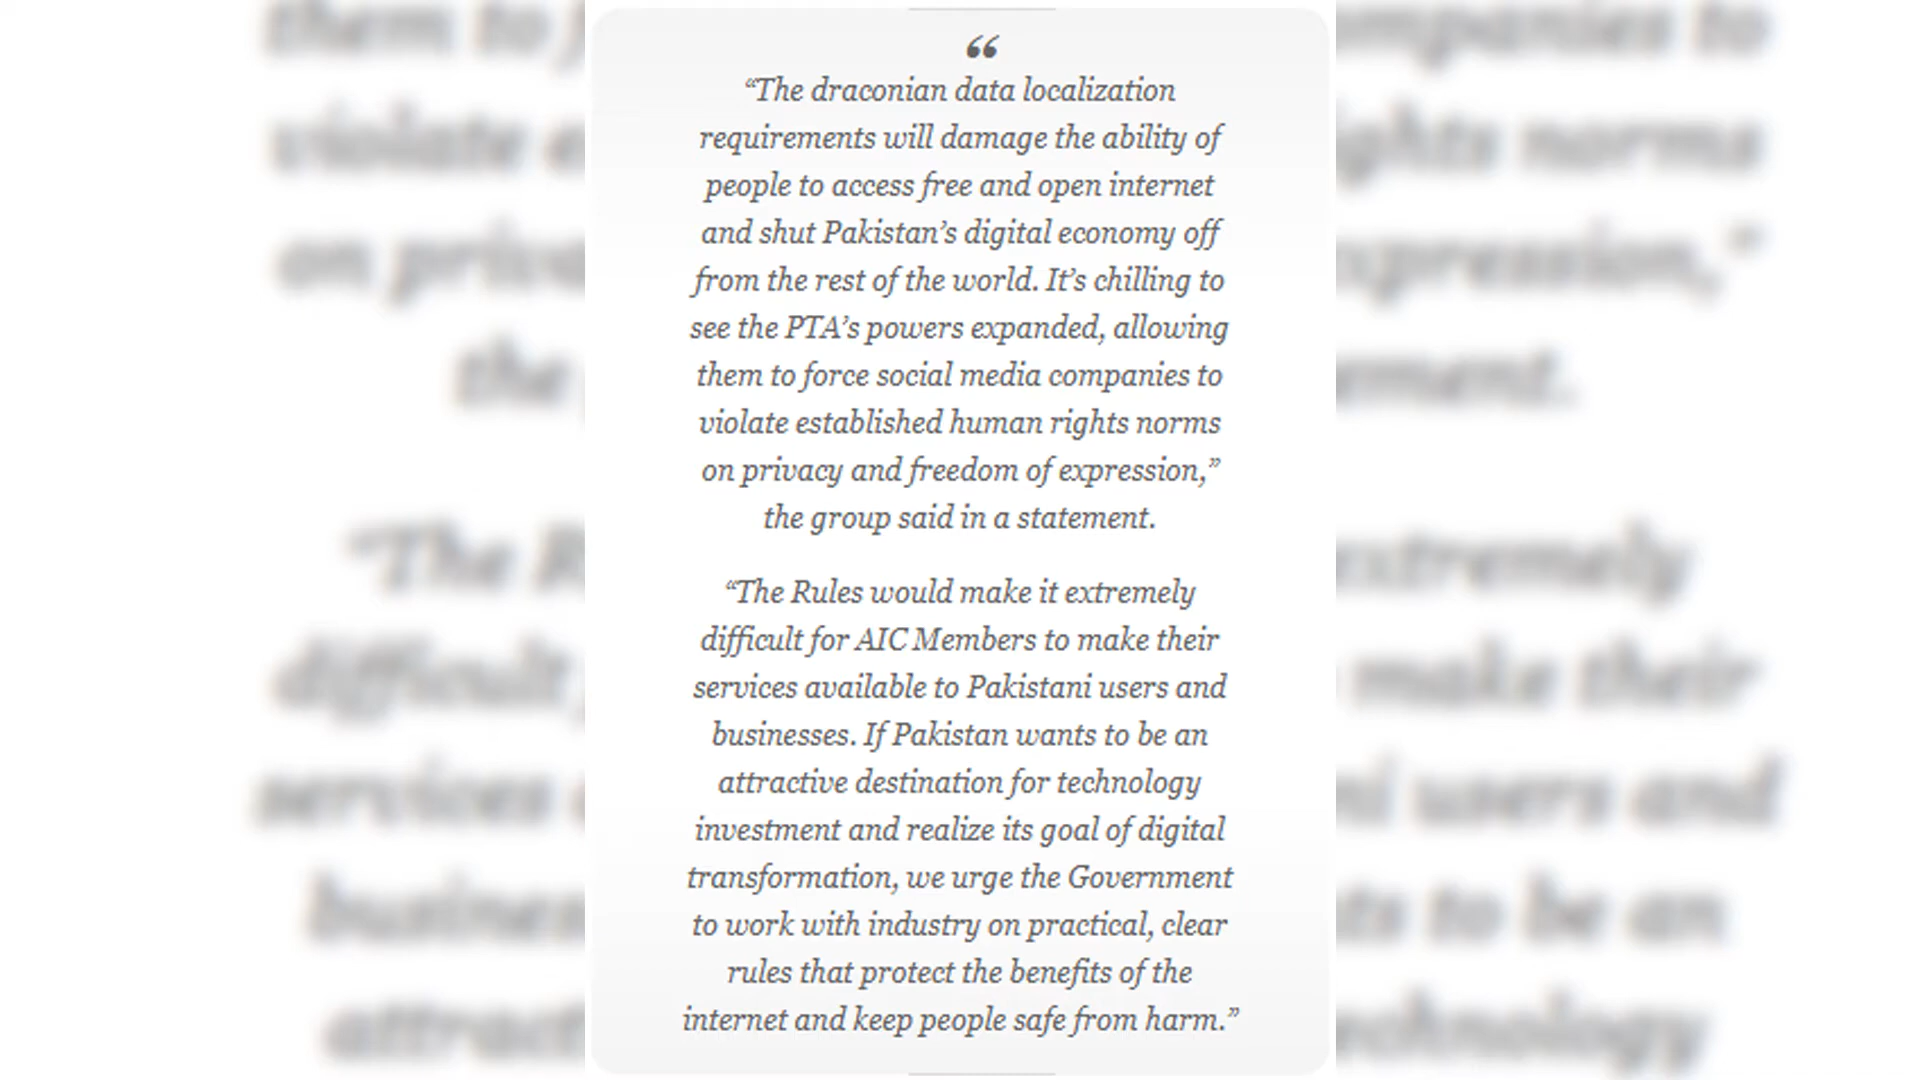 “
“The draconian data localization
requirements will damage the ability of
people to access free and open internet
and shut Pakistan’s digital economy off
from the rest of the world. It’s chilling to
see the PTA’s powers expanded, allowing
them to force social media companies to
violate established human rights norms
on privacy and freedom of expression,”
the group said in a statement.
“The Rules would make it extremely
difficult for AIC Members to make their
services available to Pakistani users and
businesses. If Pakistan wants to be an
attractive destination for technology
investment and realize its goal of digital
transformation, we urge the Government
to work with industry on practical, clear
rules that protect the benefits of the
internet and keep people safe from harm.”